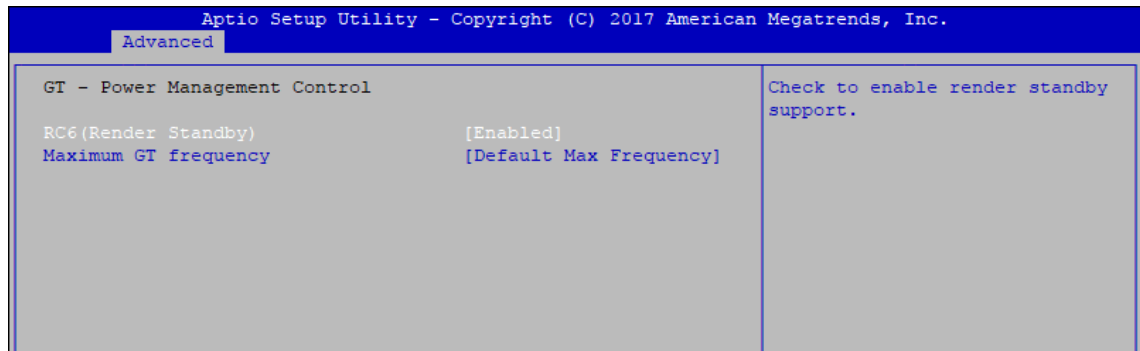 Aptio Setup Utility – Copyright (C) 2017 American Megatrends, Inc.
Advanced
GT – Power Management Control
RC6(Render Standby) [Enabled]
Maximum GT frequency [Default Max Frequency]
Check to enable render standby
support.